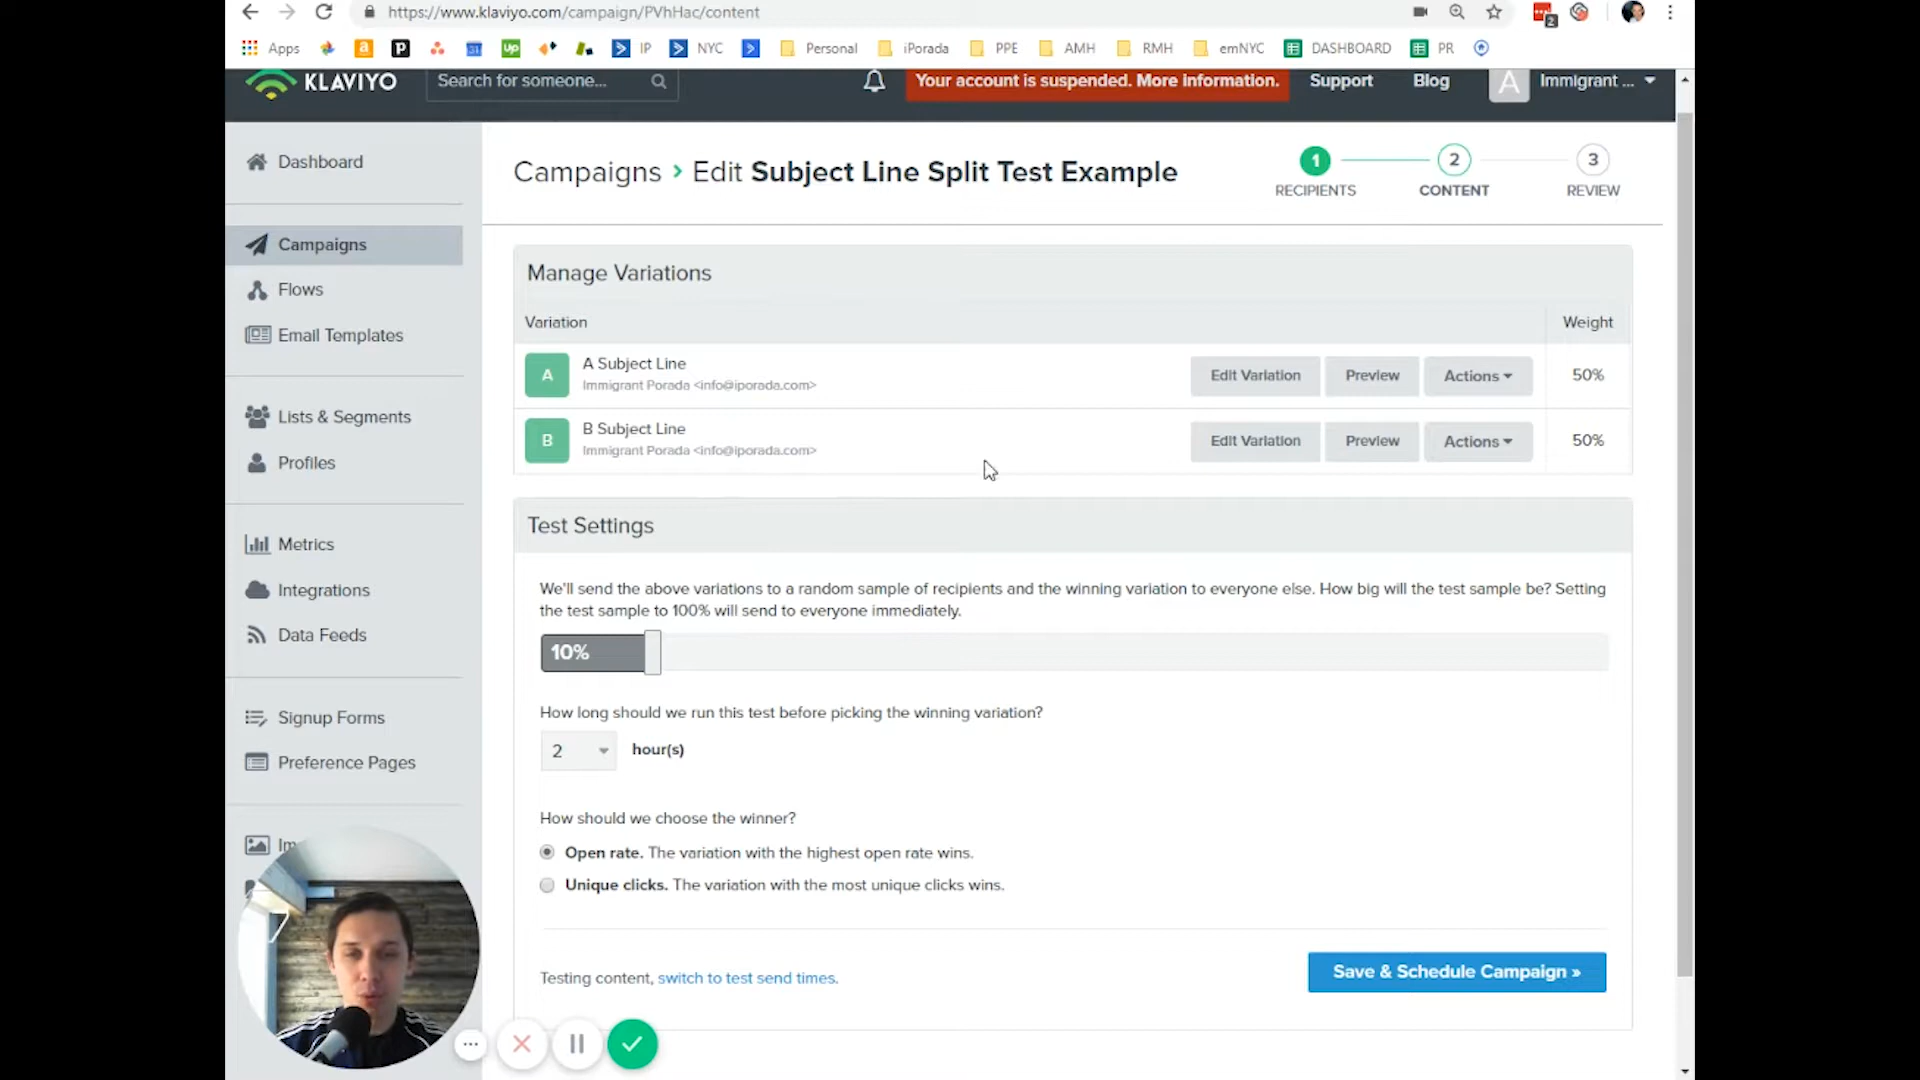 https://www.klaviyo.com/campaign/PVhHac/content
2
Apps
a
p
31
up
IP
NYC
Personal
iPorada
PPE
AMH
RMH
emNYC
DASHBOARD
PR
KLAVIYO
Search for someone...
Your account is suspended. More information.
Support
Blog
A
Immigrant ...
Dashboard
Campaigns
Flows
Email Templates
Lists & Segments
Profiles
Metrics
Integrations
Data Feeds
Signup Forms
Preference Pages
Campaigns › Edit Subject Line Split Test Example
1
RECIPIENTS
2
CONTENT
3
REVIEW
Manage Variations
Variation
Weight
A
A Subject Line
Immigrant Porada <info@iporada.com>
Edit Variation
Preview
Actions
50%
B
B Subject Line
Immigrant Porada <info@iporada.com>
Edit Variation
Preview
Actions
50%
Test Settings
We'll send the above variations to a random sample of recipients and the winning variation to everyone else. How big will the test sample be? Setting
the test sample to 100% will send to everyone immediately.
10%
How long should we run this test before picking the winning variation?
2
hour(s)
How should we choose the winner?
Open rate. The variation with the highest open rate wins.
Unique clicks. The variation with the most unique clicks wins.
Testing content, switch to test send times.
Save & Schedule Campaign »